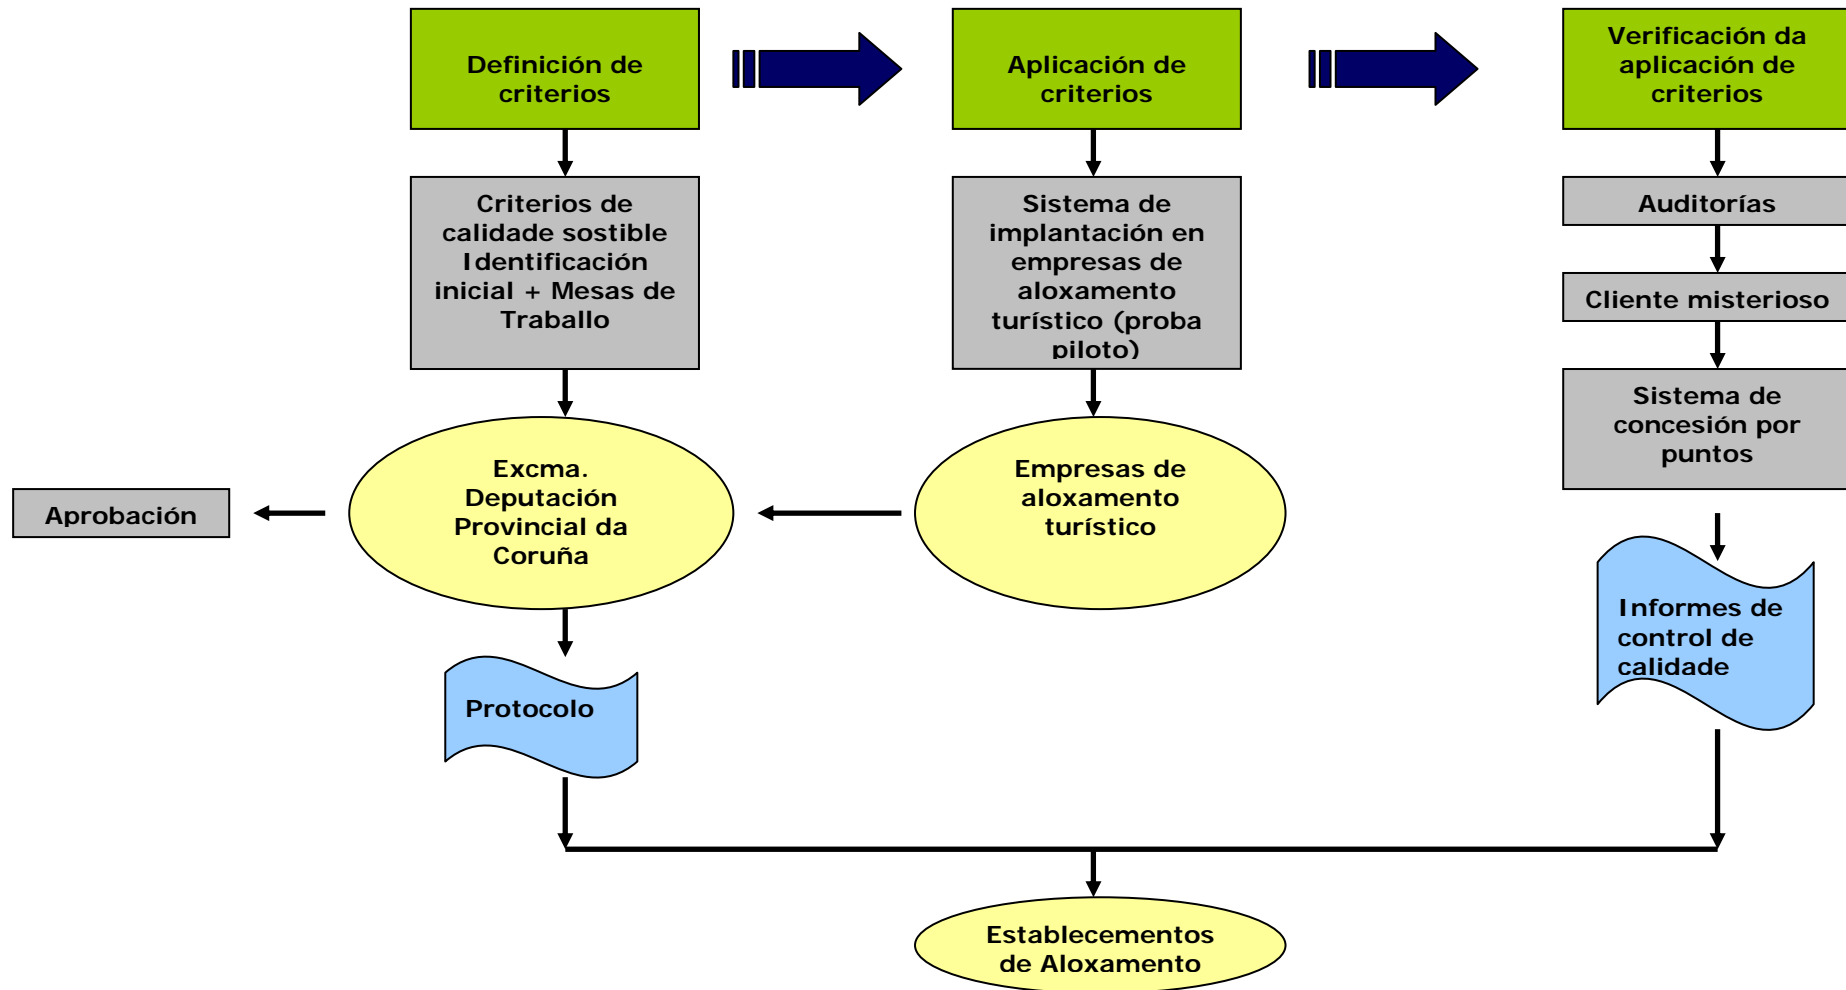 Definición de
criterios
Aplicación de
criterios
Verificación da
aplicación de
criterios
Criterios de
calidade sostible
Identificación
inicial + Mesas de
Traballo
Sistema de
implantación en
empresas de
aloxamento
turístico (proba
piloto)
Auditorías
Cliente misterioso
Sistema de
concesión por
puntos
Aprobación
Excma.
Deputación
Provincial da
Coruña
Empresas de
aloxamento
turístico
Informes de
control de
calidade
Protocolo
Establecementos
de Aloxamento